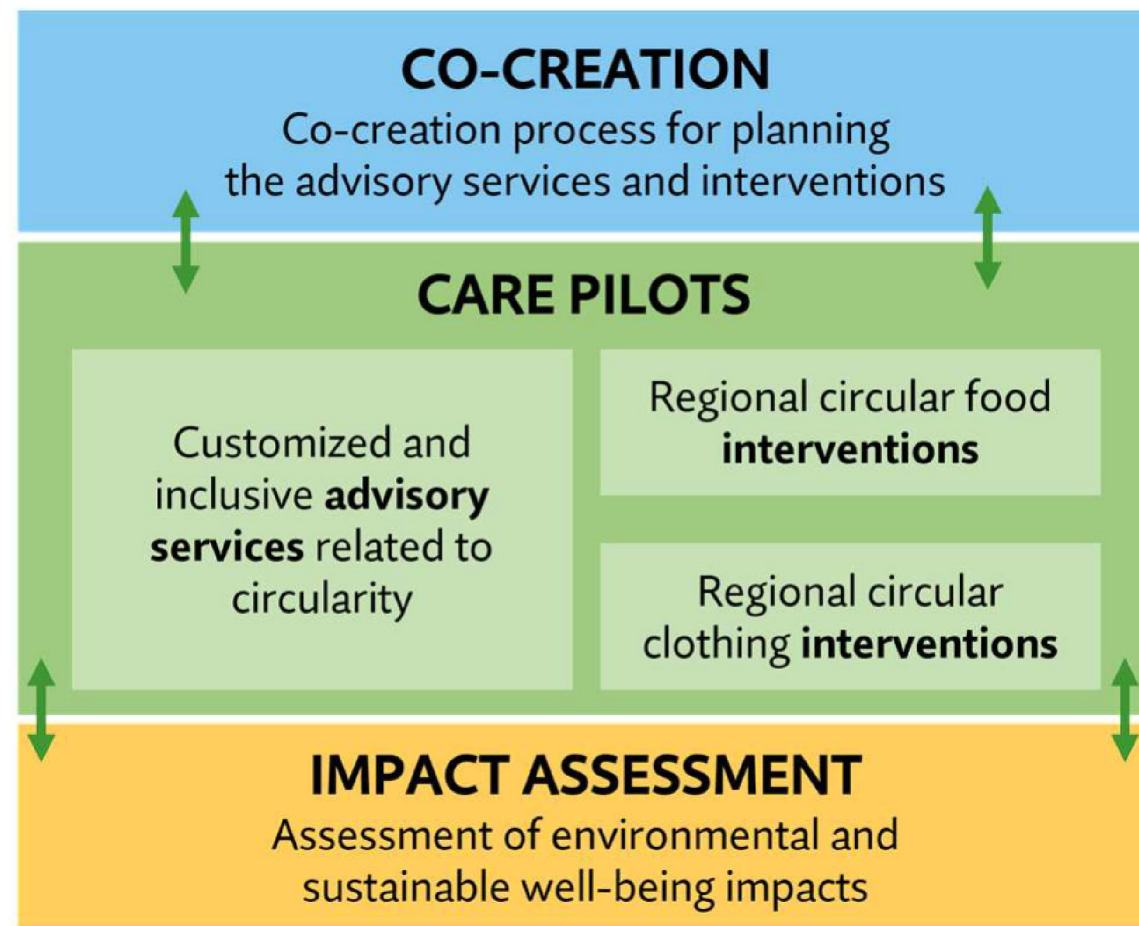 CO-CREATION
Co-creation process for planning
the advisory services and interventions
CARE PILOTS
Customized and
inclusive advisory
services related to
circularity
Regional circular food
interventions
Regional circular
clothing interventions
IMPACT ASSESSMENT
Assessment of environmental and
sustainable well-being impacts